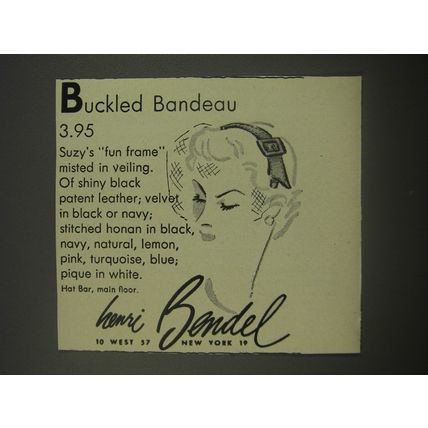 Buckled Bandeau
3.95
Suzy's "fun frame"
misted in veiling.
Of shiny black
patent leather; velvet
in black or navy;
stitched honan in black,
navy, natural, lemon,
pink, turquoise, blue;
pique in white.
Hat Bar, main floor.
henri Bendel
10 WEST 57 NEW YORK 19